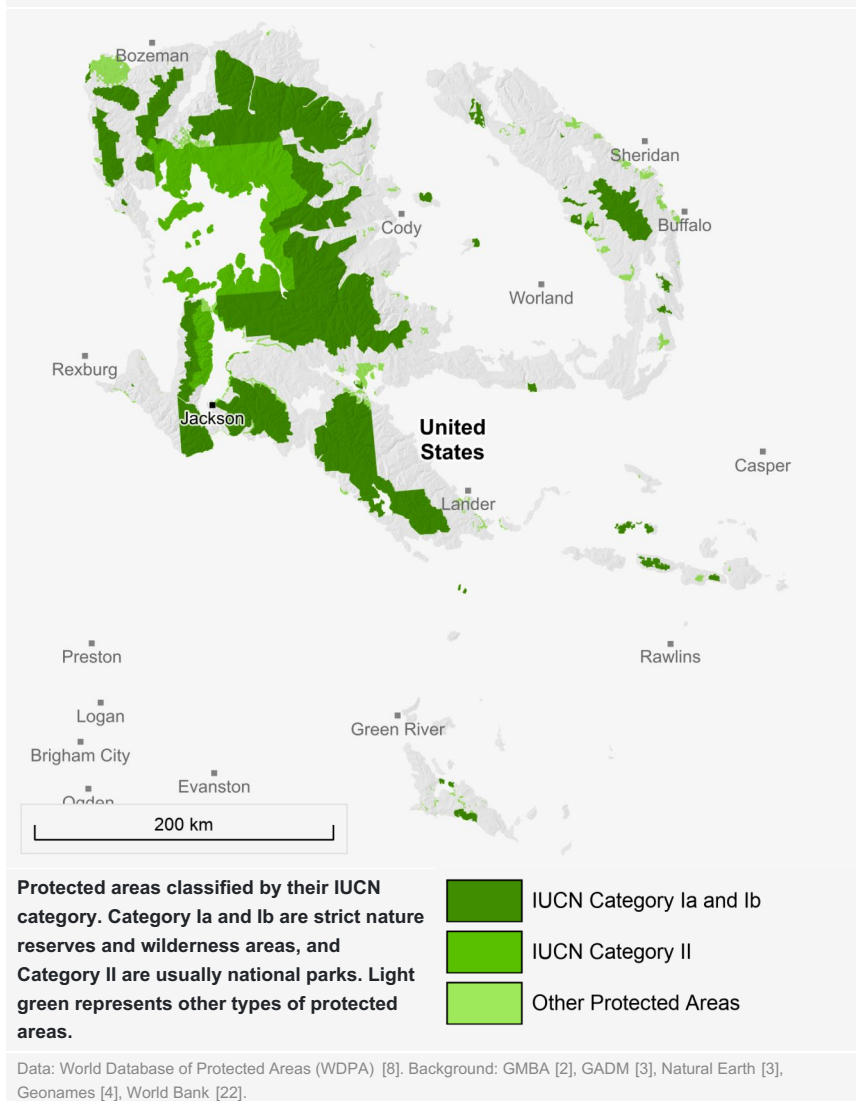 Bozeman
Sheridan
Buffalo
Cody
Worland
Rexburg
Jackson
United
States
Casper
Lander
Preston
Rawlins
Logan
Green River
Brigham City
Evanston
Ogden
200 km
Protected areas classified by their IUCN
category. Category Ia and Ib are strict nature
reserves and wilderness areas, and
Category II are usually national parks. Light
green represents other types of protected
areas.
IUCN Category Ia and Ib
IUCN Category II
Other Protected Areas
Data: World Database of Protected Areas (WDPA) [8]. Background: GMBA [2], GADM [3], Natural Earth [3],
Geonames [4], World Bank [22].